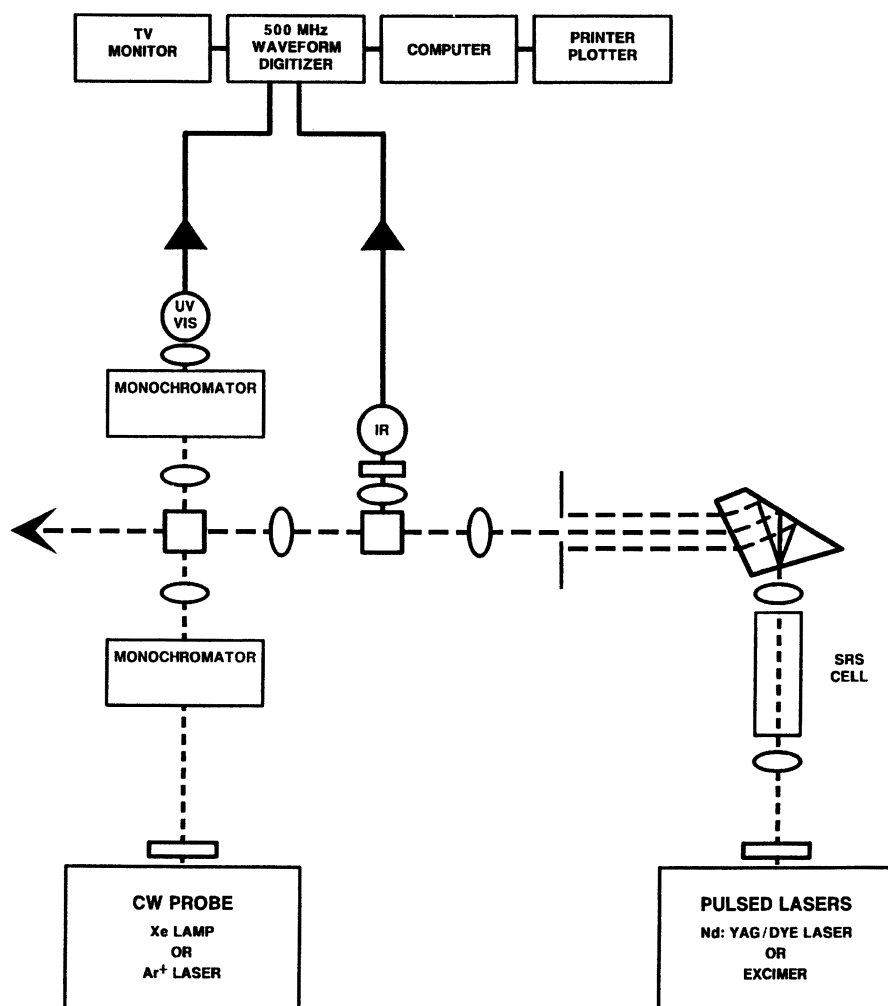 TV
MONITOR
500 MHz
WAVEFORM
DIGITIZER
COMPUTER
PRINTER
PLOTTER
UV
VIS
MONOCHROMATOR
IR
MONOCHROMATOR
SRS
CELL
CW PROBE
Xe LAMP
OR
Ar⁺ LASER
PULSED LASERS
Nd: YAG/DYE LASER
OR
EXCIMER